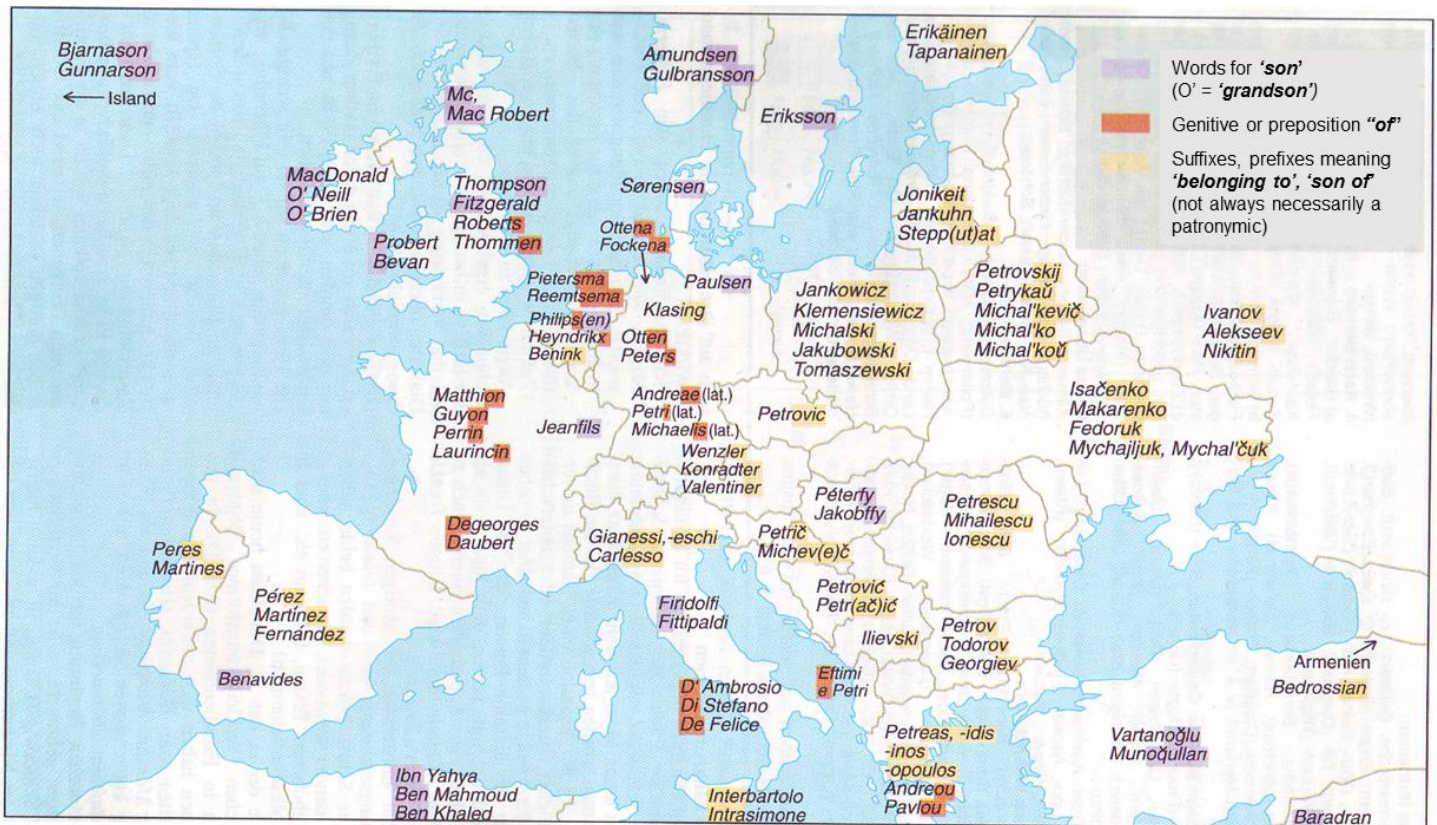 Bjarnason
Gunnarson
← Island
Mc,
Mac Robert
MacDonald
O' Neill
O' Brien
Thompson
Fitzgerald
Roberts
Thommen
Probert
Bevan
Amundsen
Gulbransson
Eriksson
Sørensen
Erikäinen
Tapanainen
Words for ‘son’
(O’ = ‘grandson’)
Genitive or preposition “of”
Suffixes, prefixes meaning
‘belonging to’, ‘son of’
(not always necessarily a
patronymic)
Jonikeit
Jankuhn
Stepp(ut)at
Ottena
Fockena
Pietersma
Reemtsema
Philips(en)
Heyndrikx
Benink
Paulsen
Klasing
Otten
Peters
Jankowicz
Klemensiewicz
Michalski
Jakubowski
Tomaszewski
Petrovskij
Petrykaŭ
Michal'kevič
Michal'ko
Michal'koŭ
Ivanov
Alekseev
Nikitin
Matthion
Guyon
Perrin
Laurincin
Jeanfils
Andreae (lat.)
Petri (lat.)
Michaelis (lat.)
Wenzler
Konradter
Valentiner
Petrovic
Isačenko
Makarenko
Fedoruk
Mychajljuk, Mychal'čuk
Péterfy
Jakobffy
Petrescu
Mihailescu
Ionescu
Degeorges
Daubert
Gianessi,-eschi
Carlesso
Petrič
Michev(e)č
Peres
Martines
Pérez
Martínez
Fernández
Benavides
Firidolfi
Fittipaldi
Petrović
Petr(ač)ić
Ilievski
Petrov
Todorov
Georgiev
Armenien
Bedrossian
D' Ambrosio
Di Stefano
De Felice
Eftimi
e Petri
Petreas, -idis
-inos
-opoulos
Andreou
Pavlou
Vartanoğlu
Munoğulları
Ibn Yahya
Ben Mahmoud
Ben Khaled
Interbartolo
Intrasimone
Baradran